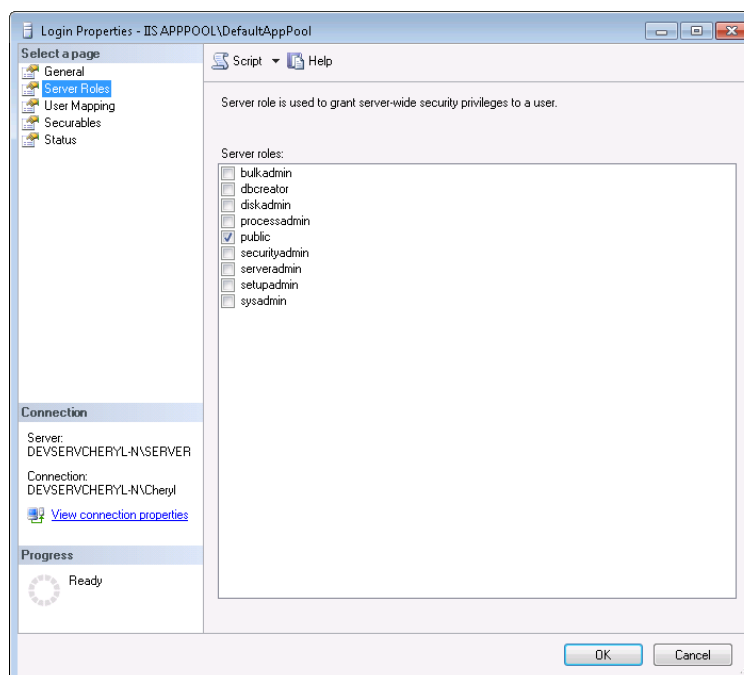 Login Properties - IIS APPPOOL\DefaultAppPool
Select a page
General
Server Roles
User Mapping
Securables
Status
Script
Help
Server role is used to grant server-wide security privileges to a user.
Server roles:
bulkadmin
dbcreator
diskadmin
processadmin
public
securityadmin
serveradmin
setupadmin
sysadmin
Connection
Server:
DEVSERVCHERYL-N\SERVER
Connection:
DEVSERVCHERYL-N\Cheryl
View connection properties
Progress
Ready
OK
Cancel